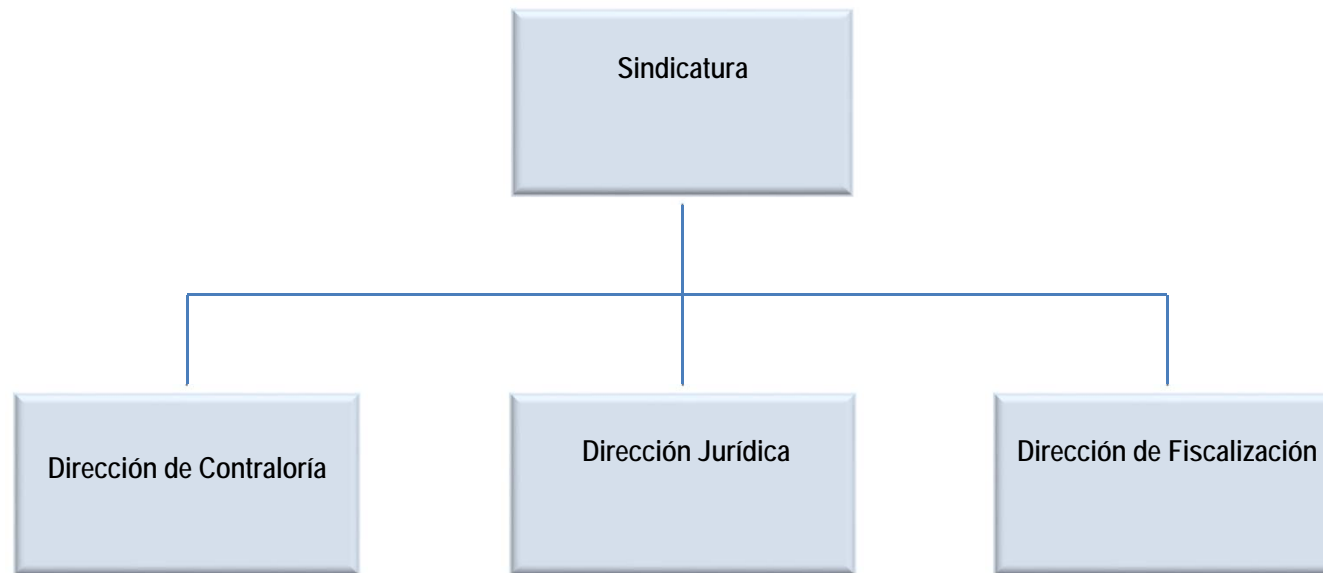 Sindicatura
Dirección de Contraloría
Dirección Jurídica
Dirección de Fiscalización